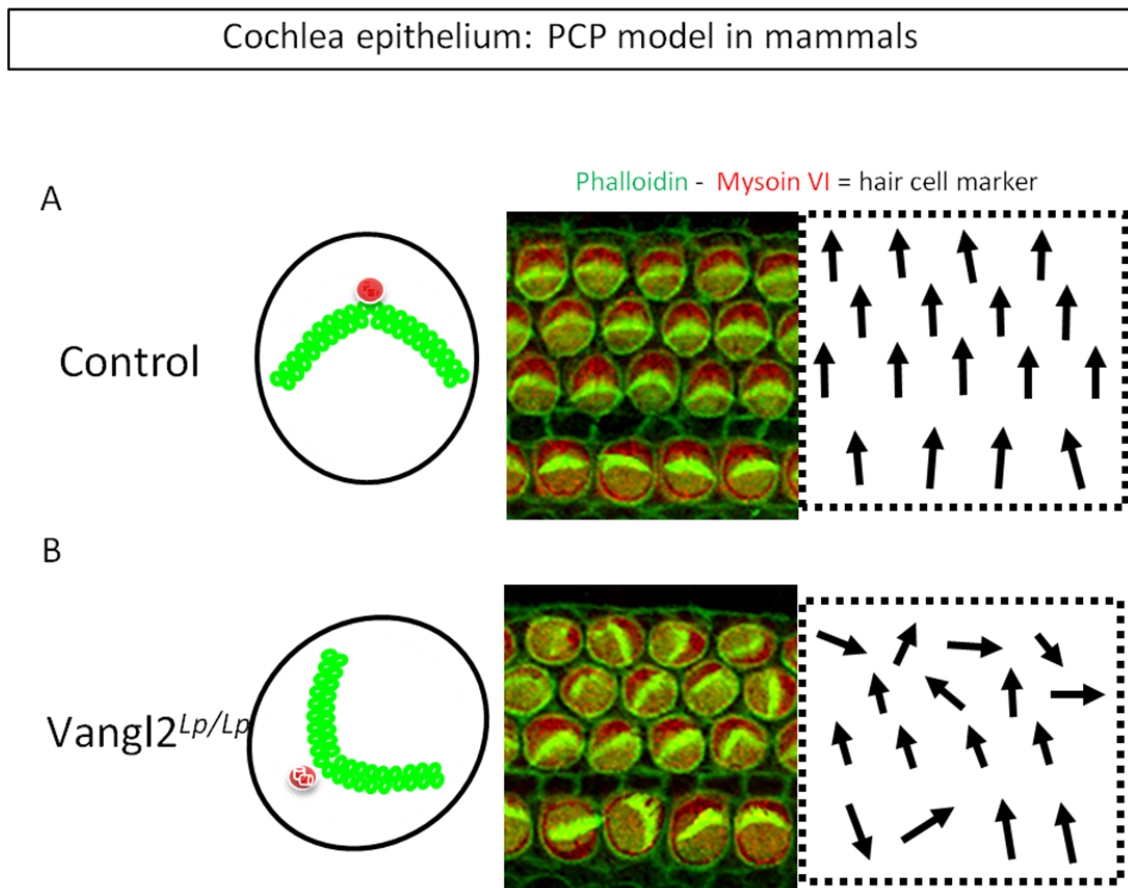 Cochlea epithelium: PCP model in mammals
A
Phalloidin - Mysoin VI = hair cell marker
Control
B
Vangl2Lp/Lp